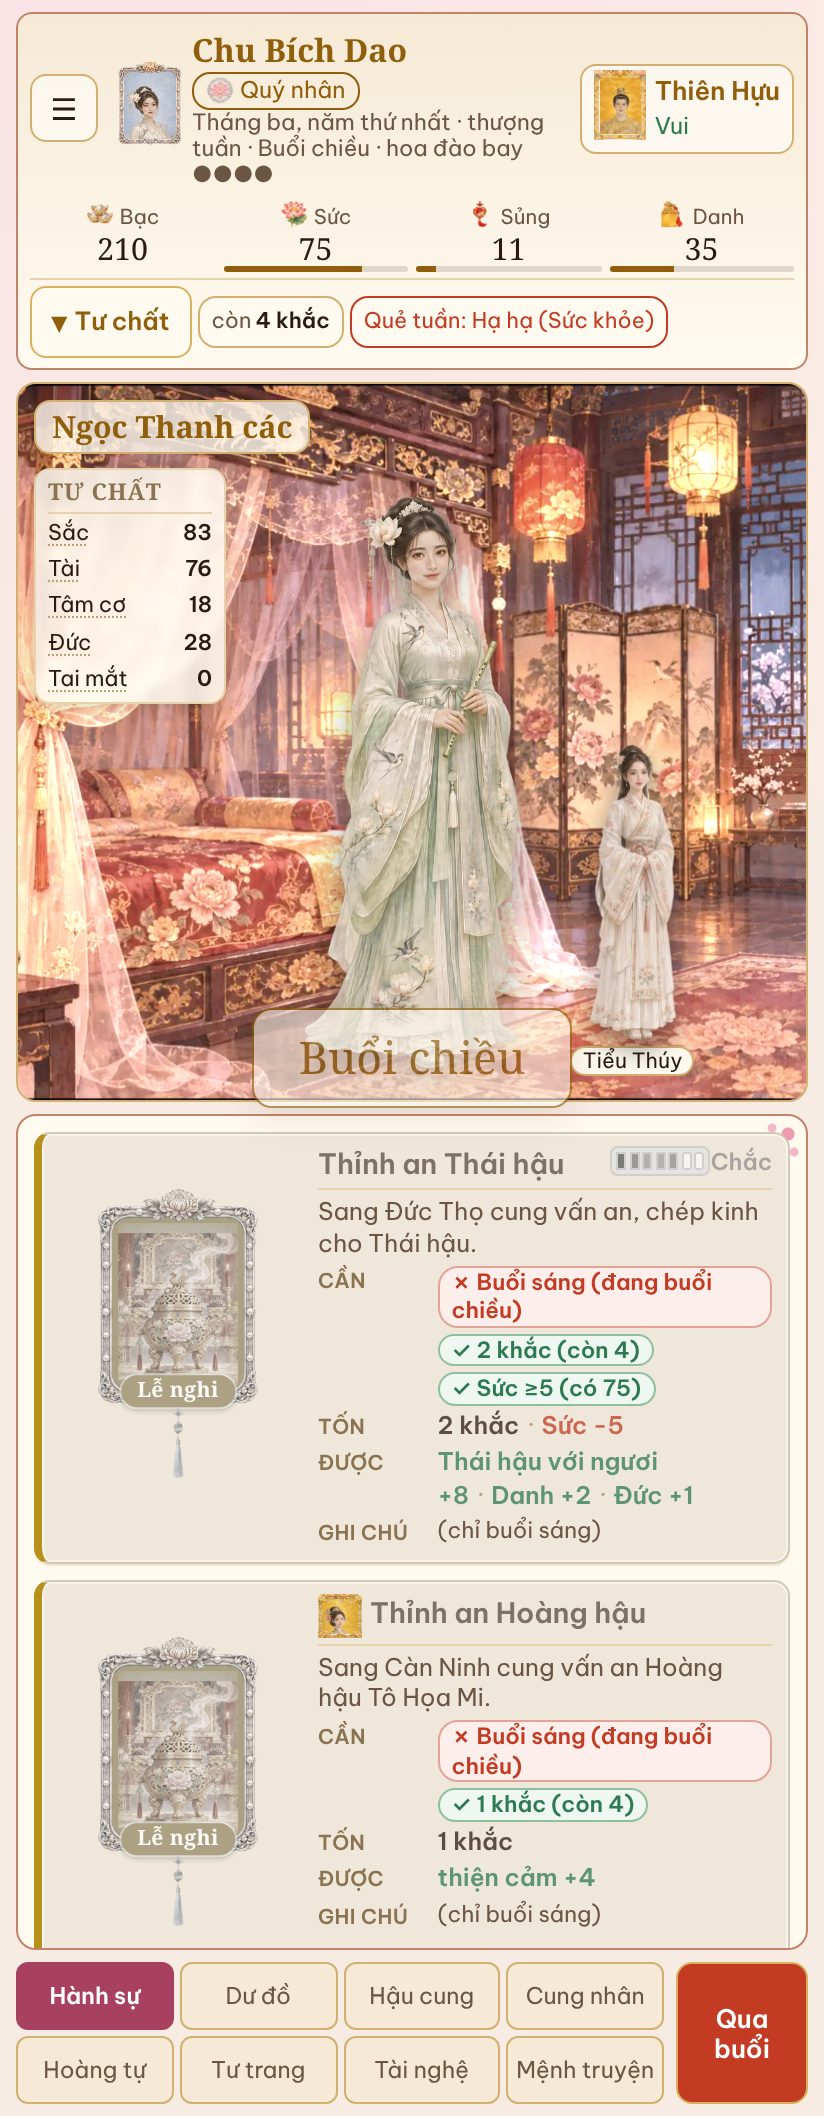 ☰
Chu Bích Dao
Quý nhân
Tháng ba, năm thứ nhất · thượng
tuần · Buổi chiều · hoa đào bay
Thiên Hựu
Vui
Bạc
210
Sức
75
Sủng
11
Danh
35
▼ Tư chất
còn 4 khắc
Quẻ tuần: Hạ hạ (Sức khỏe)
Ngọc Thanh các
TƯ CHẤT
Sắc 83
Tài 76
Tâm cơ 18
Đức 28
Tai mắt 0
Buổi chiều
Tiểu Thúy
Thỉnh an Thái hậu
Chắc
Sang Đức Thọ cung vấn an, chép kinh
cho Thái hậu.
CẦN
× Buổi sáng (đang buổi
chiều)
✓ 2 khắc (còn 4)
✓ Sức ≥5 (có 75)
TỐN
2 khắc · Sức -5
ĐƯỢC
Thái hậu với ngươi
+8 · Danh +2 · Đức +1
GHI CHÚ
(chỉ buổi sáng)
Lễ nghi
Thỉnh an Hoàng hậu
Sang Càn Ninh cung vấn an Hoàng
hậu Tô Họa Mi.
CẦN
× Buổi sáng (đang buổi
chiều)
✓ 1 khắc (còn 4)
TỐN
1 khắc
ĐƯỢC
thiện cảm +4
GHI CHÚ
(chỉ buổi sáng)
Lễ nghi
Hành sự
Dư đồ
Hậu cung
Cung nhân
Qua
buổi
Hoàng tự
Tư trang
Tài nghệ
Mệnh truyện